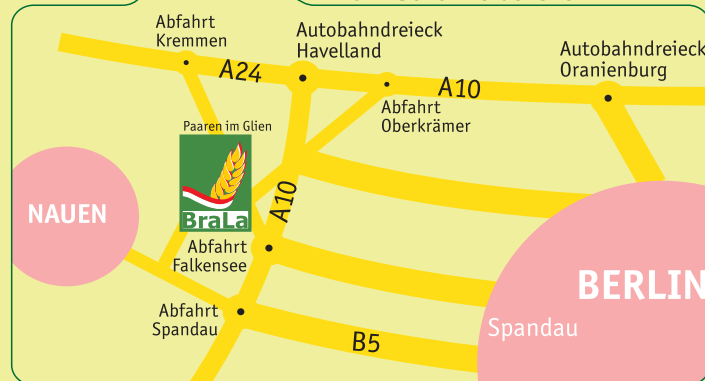 Abfahrt
Kremmen
Autobahndreieck
Havelland
Autobahndreieck
Oranienburg
A24
A10
Abfahrt
Oberkrämer
Paaren im Glien
BraLa
A10
NAUEN
Abfahrt
Falkensee
BERLIN
Abfahrt
Spandau
Spandau
B5